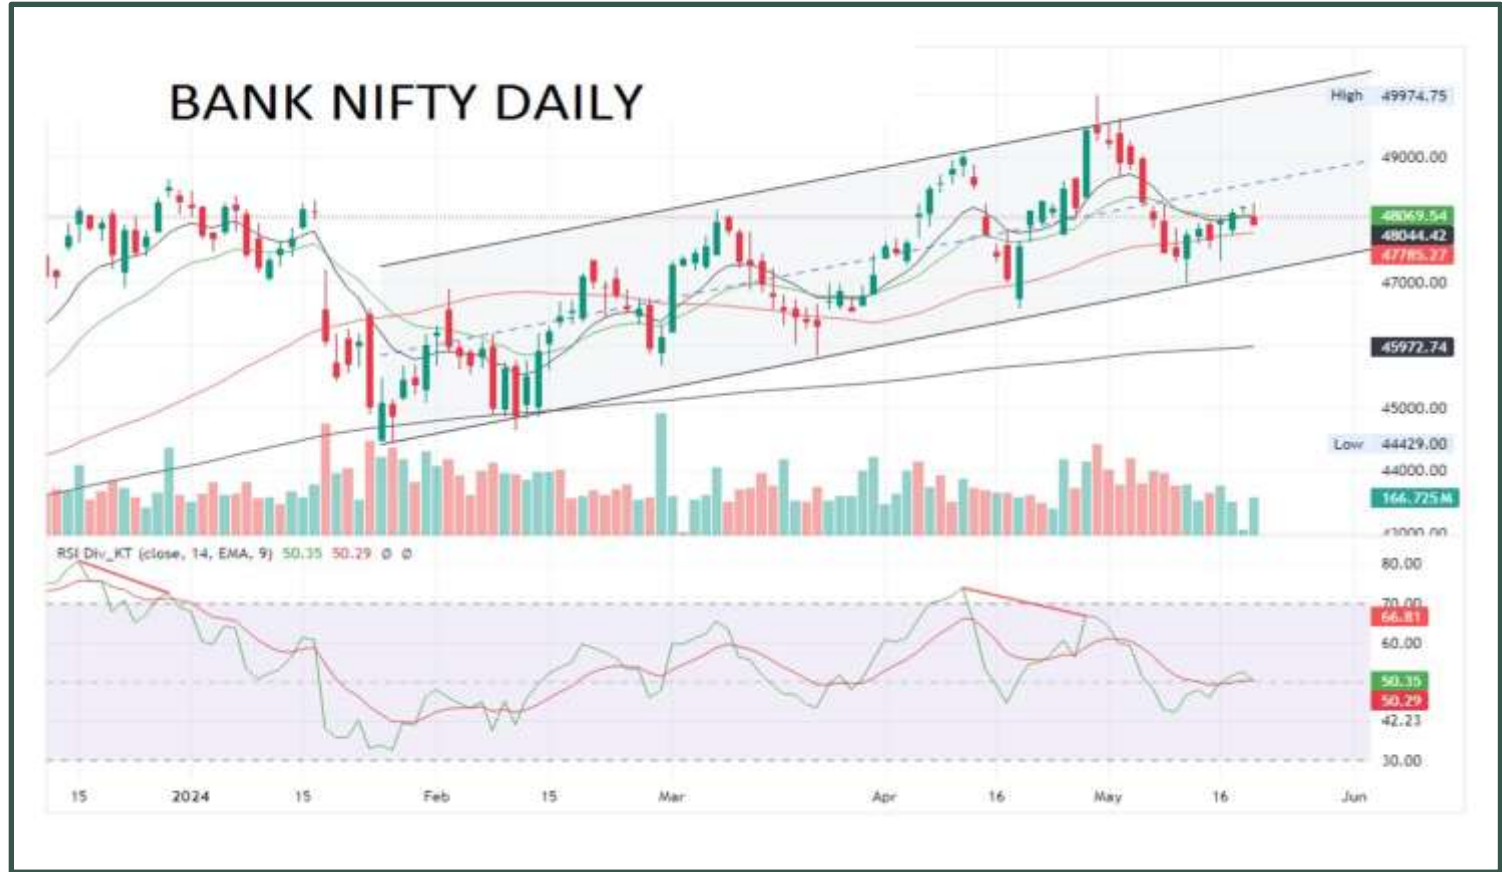 BANK NIFTY DAILY
High 49974.75
49000.00
48069.54
48044.42
47785.27
47000.00
45972.74
45000.00
Low 44429.00
44000.00
166.725M
43000.00
RSI Div_KT (close, 14, EMA, 9) 50.35 50.29 Ø Ø
80.00
70.00
66.81
60.00
50.35
50.29
42.23
30.00
15 2024 15 Feb 15 Mar Apr 16 May 16 Jun